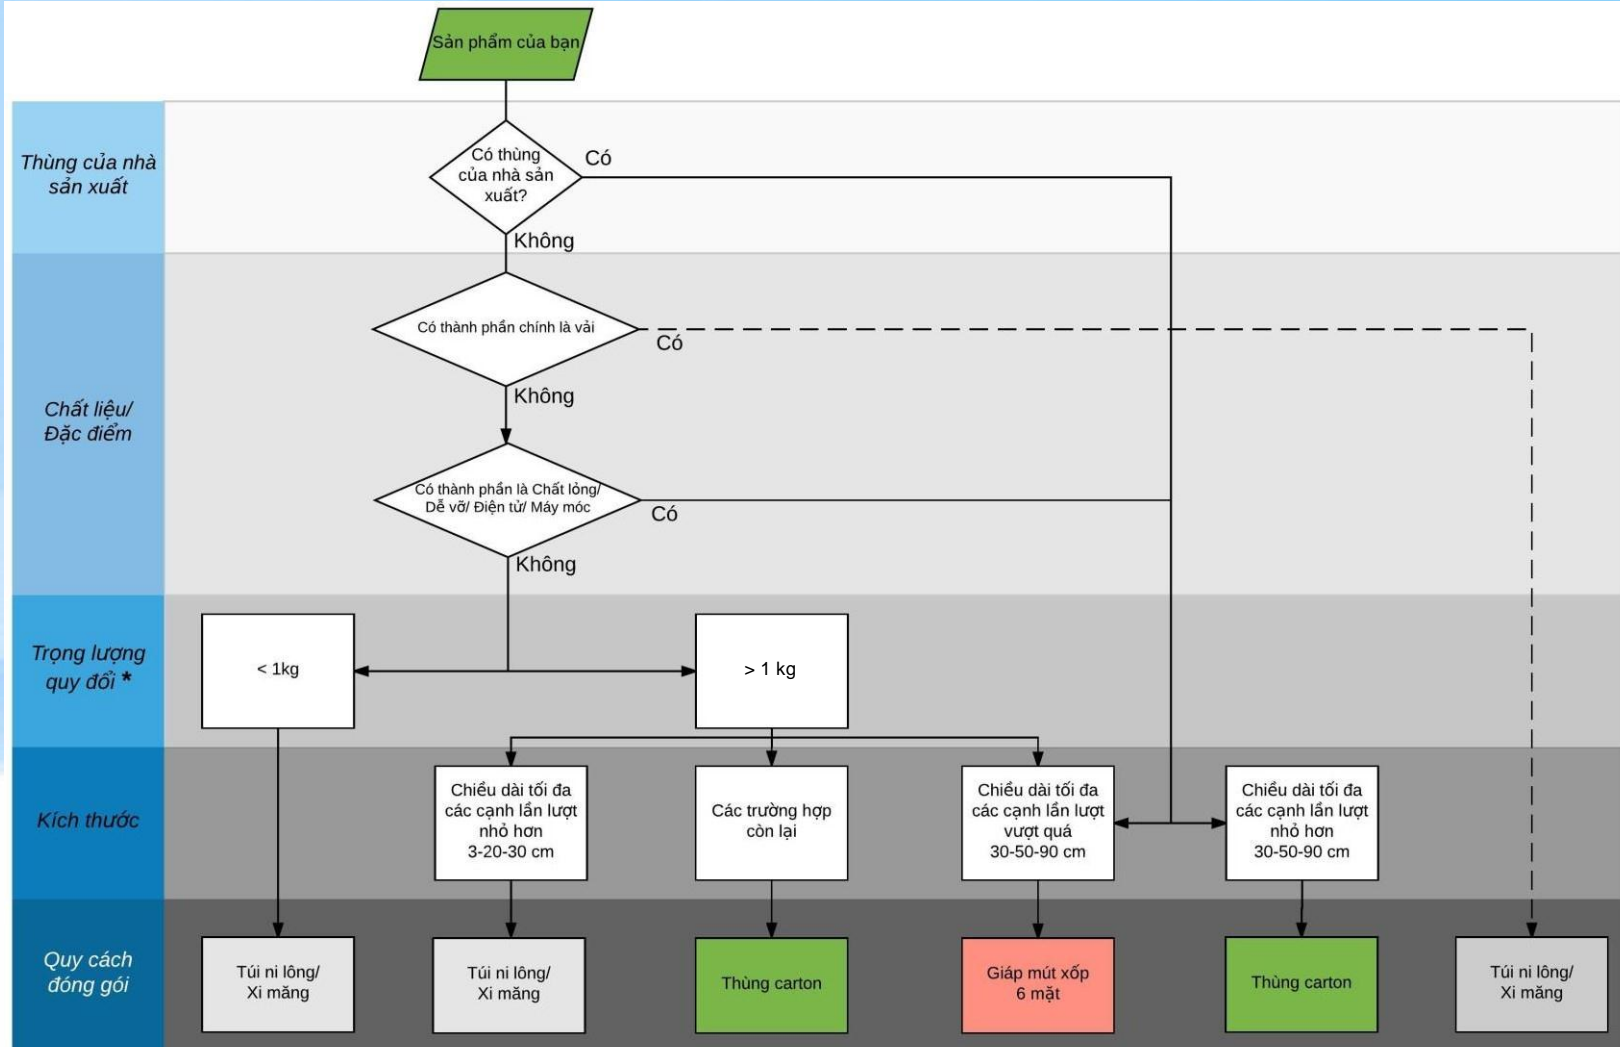 Sản phẩm của bạn
Thùng của nhà
sản xuất
Có thùng
của nhà sản
xuất?
Có
Không
Chất liệu/
Đặc điểm
Có thành phần chính là vải
Có
Không
Có thành phần là Chất lỏng/
Dễ vỡ/ Điện tử/ Máy móc
Có
Không
Trọng lượng
quy đổi *
< 1kg
> 1 kg
Kích thước
Chiều dài tối đa
các cạnh lần lượt
nhỏ hơn
3-20-30 cm
Các trường hợp
còn lại
Chiều dài tối đa
các cạnh lần lượt
vượt quá
30-50-90 cm
Chiều dài tối đa
các cạnh lần lượt
nhỏ hơn
30-50-90 cm
Quy cách
đóng gói
Túi ni lông/
Xi măng
Túi ni lông/
Xi măng
Thùng carton
Giáp mút xốp
6 mặt
Thùng carton
Túi ni lông/
Xi măng